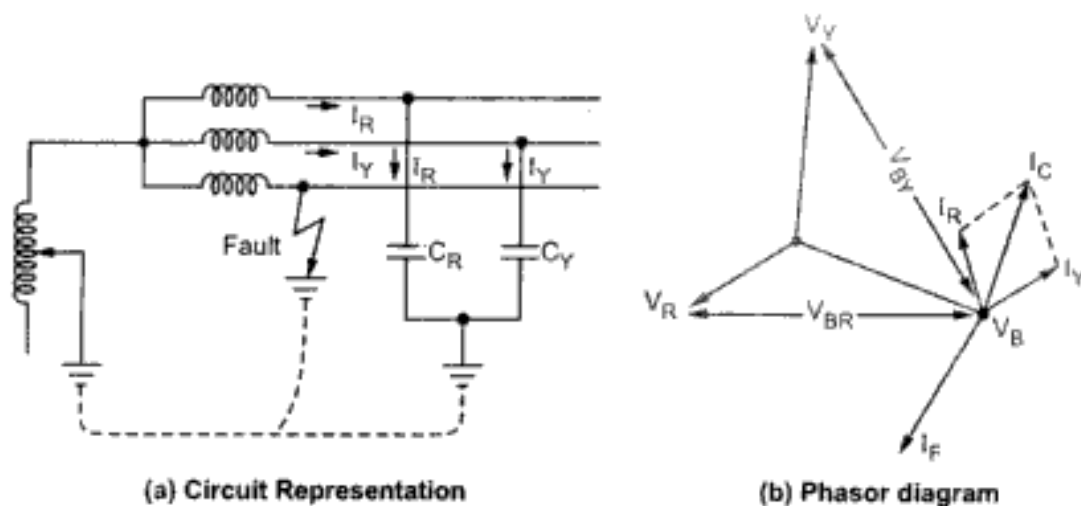 I_R
I_Y
I_R
I_Y
Fault
C_R
C_Y
(a) Circuit Representation
V_Y
V_BY
I_C
I_R
I_Y
V_R
V_BR
V_B
I_F
(b) Phasor diagram